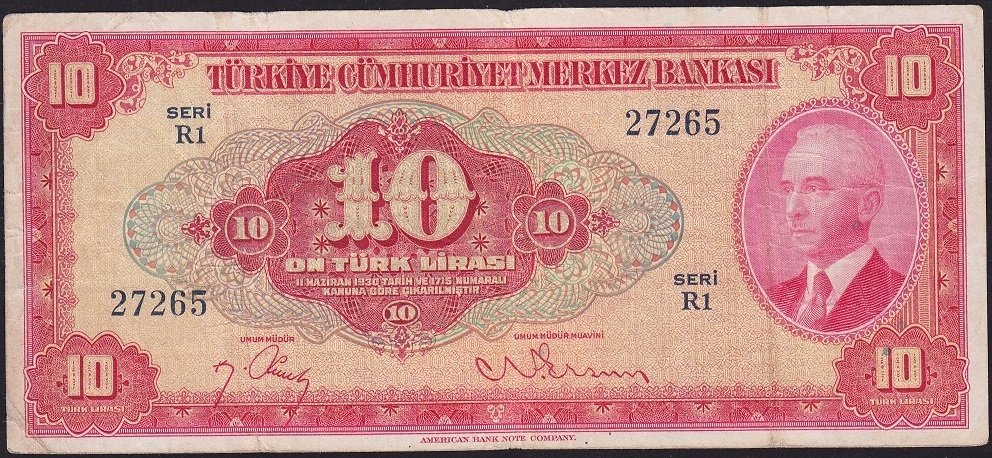 10
TÜRKİYE CÜMHURİYET MERKEZ BANKASI
10
SERİ
R1
27265
10
10
10
ON TÜRK LİRASI
11 HAZİRAN 1930 TARİH VE 1715 NUMARALI
KANUNA GÖRE ÇIKARILMIŞTIR
10
27265
SERİ
R1
UMUM MÜDÜR
UMUM MÜDÜR MUAVİNİ
10
TÜRK LİRASI
10
TÜRK LİRASI
AMERICAN BANK NOTE COMPANY.